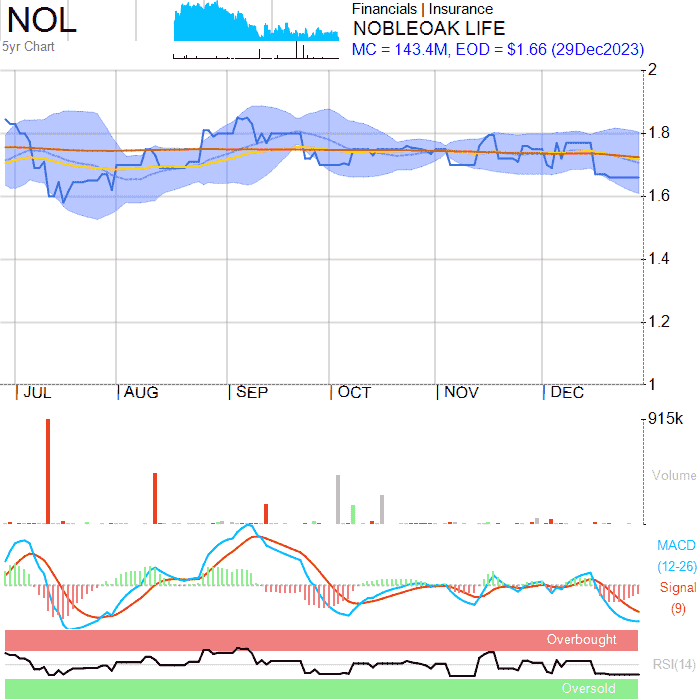 NOL
5yr Chart
Financials | Insurance
NOBLEOAK LIFE
MC = 143.4M, EOD = $1.66 (29Dec2023)
2
1.8
1.6
1.4
1.2
1
JUL AUG SEP OCT NOV DEC
915k
Volume
MACD
(12-26)
Signal
(9)
Overbought
RSI(14)
Oversold